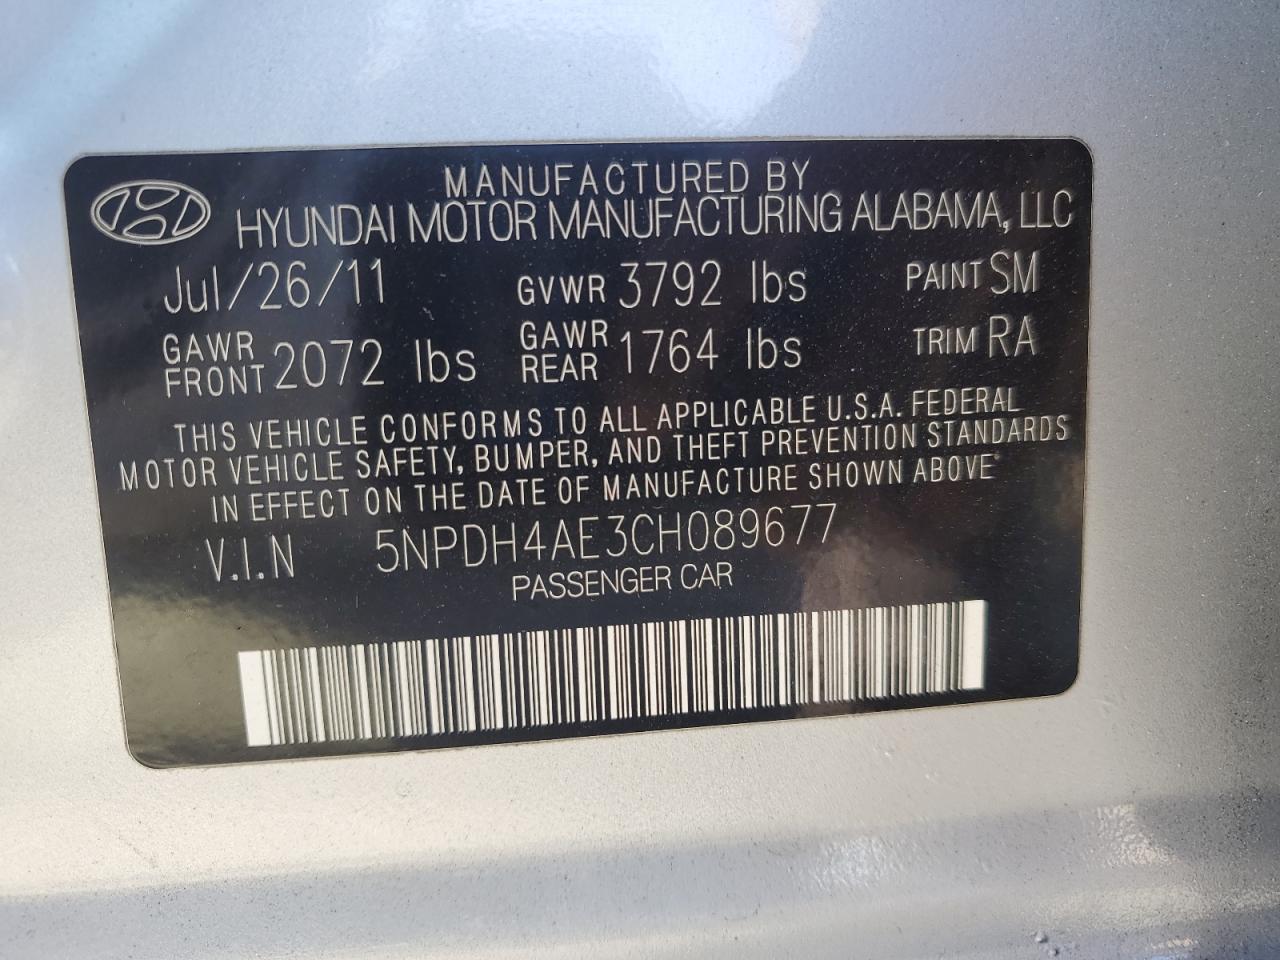 MANUFACTURED BY
HYUNDAI MOTOR MANUFACTURING ALABAMA, LLC
Jul/26/11 GVWR 3792 lbs PAINT SM
GAWR FRONT 2072 lbs GAWR REAR 1764 lbs TRIM RA
THIS VEHICLE CONFORMS TO ALL APPLICABLE U.S.A. FEDERAL
MOTOR VEHICLE SAFETY, BUMPER, AND THEFT PREVENTION STANDARDS
IN EFFECT ON THE DATE OF MANUFACTURE SHOWN ABOVE
V.I.N 5NPDH4AE3CH089677
PASSENGER CAR